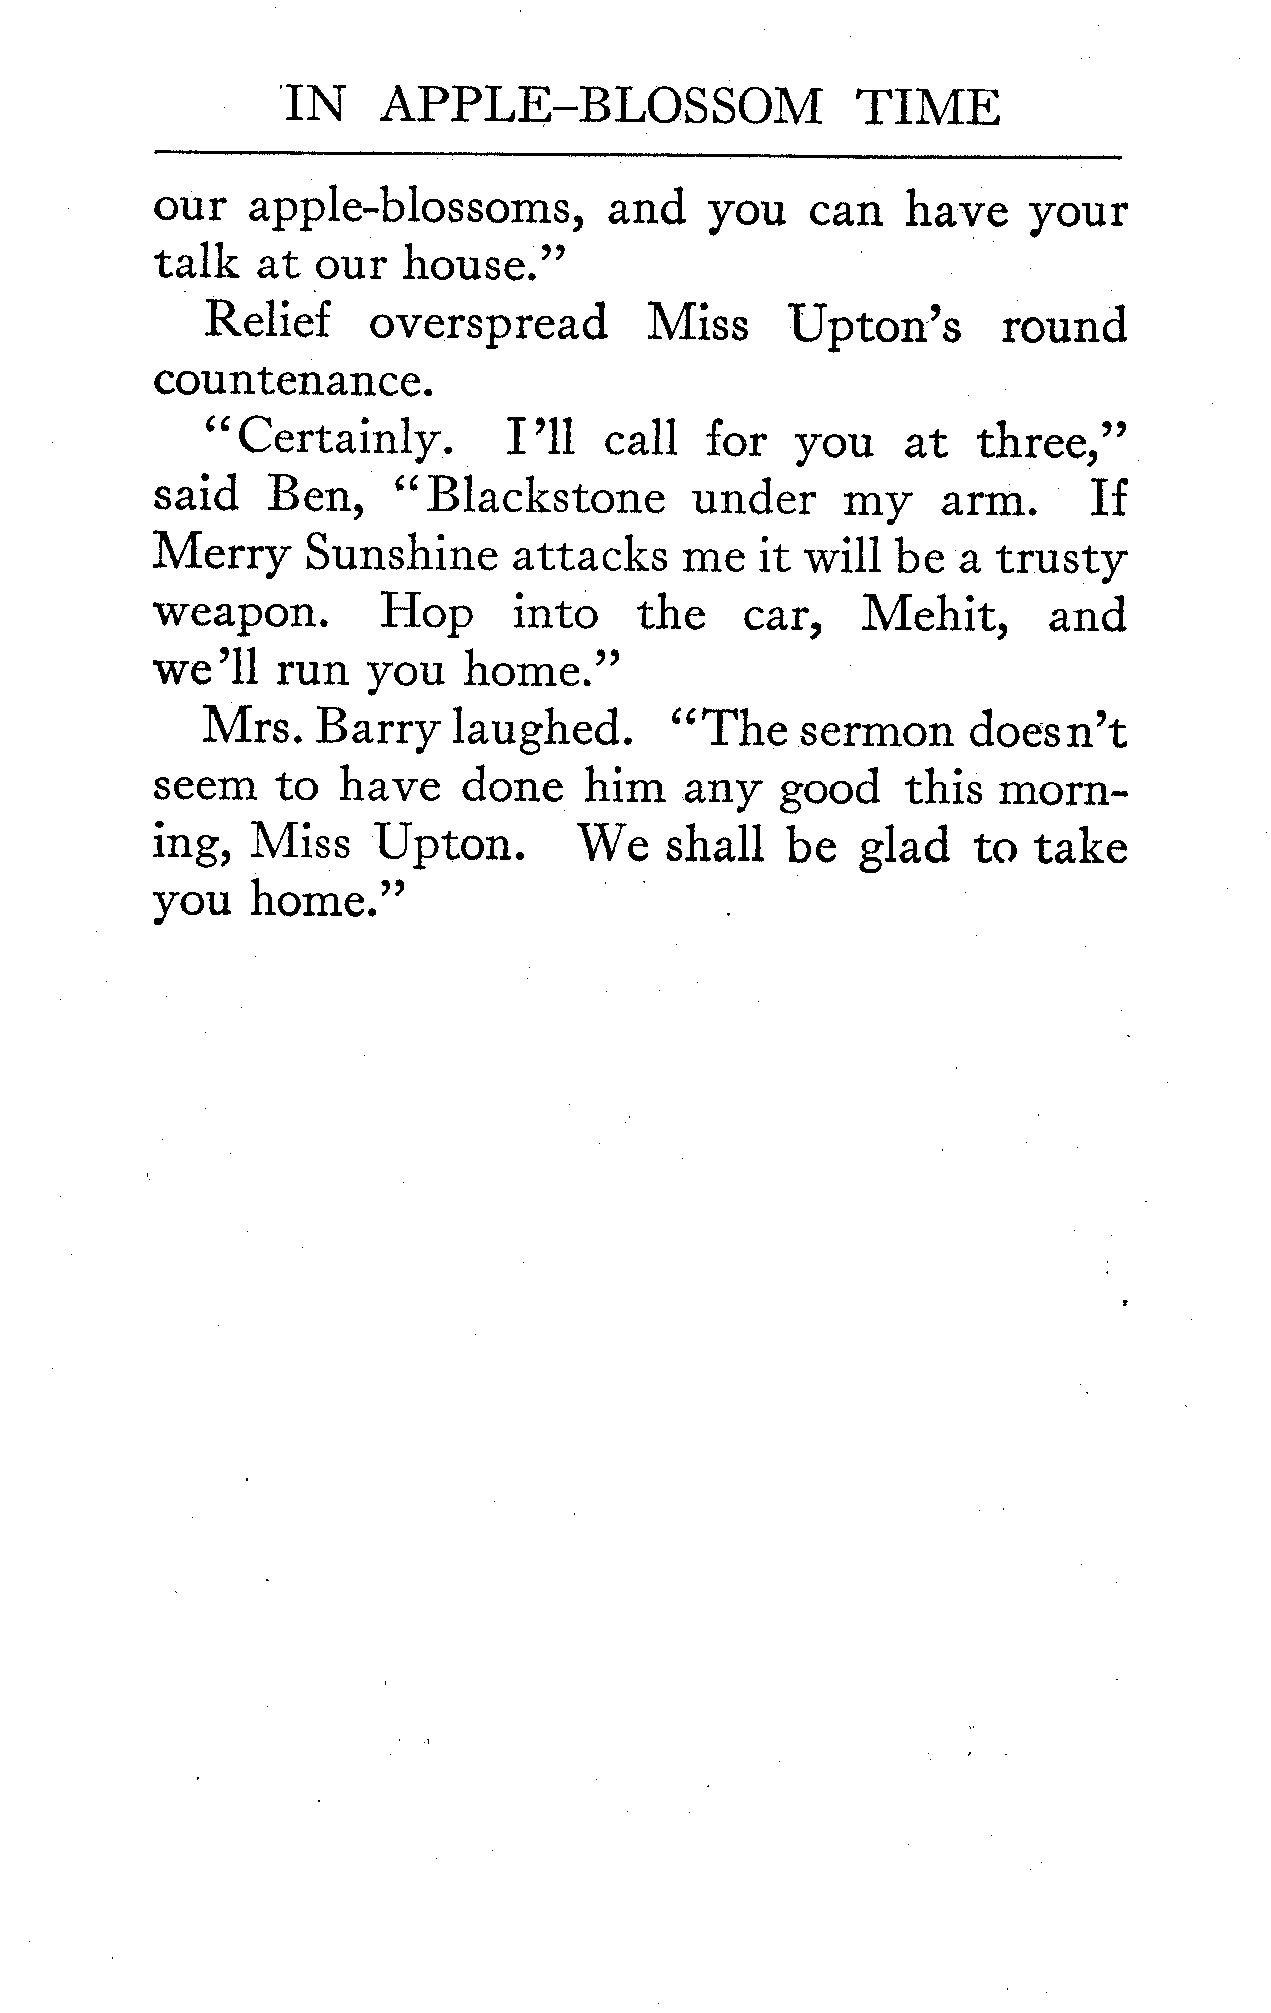 IN APPLE-BLOSSOM TIME
our apple-blossoms, and you can have your
talk at our house.”
Relief overspread Miss Upton’s round
countenance.
“Certainly. I’ll call for you at three,”
said Ben, “Blackstone under my arm. If
Merry Sunshine attacks me it will be a trusty
weapon. Hop into the car, Mehit, and
we’ll run you home.”
Mrs. Barry laughed. “The sermon doesn’t
seem to have done him any good this morn-
ing, Miss Upton. We shall be glad to take
you home.”